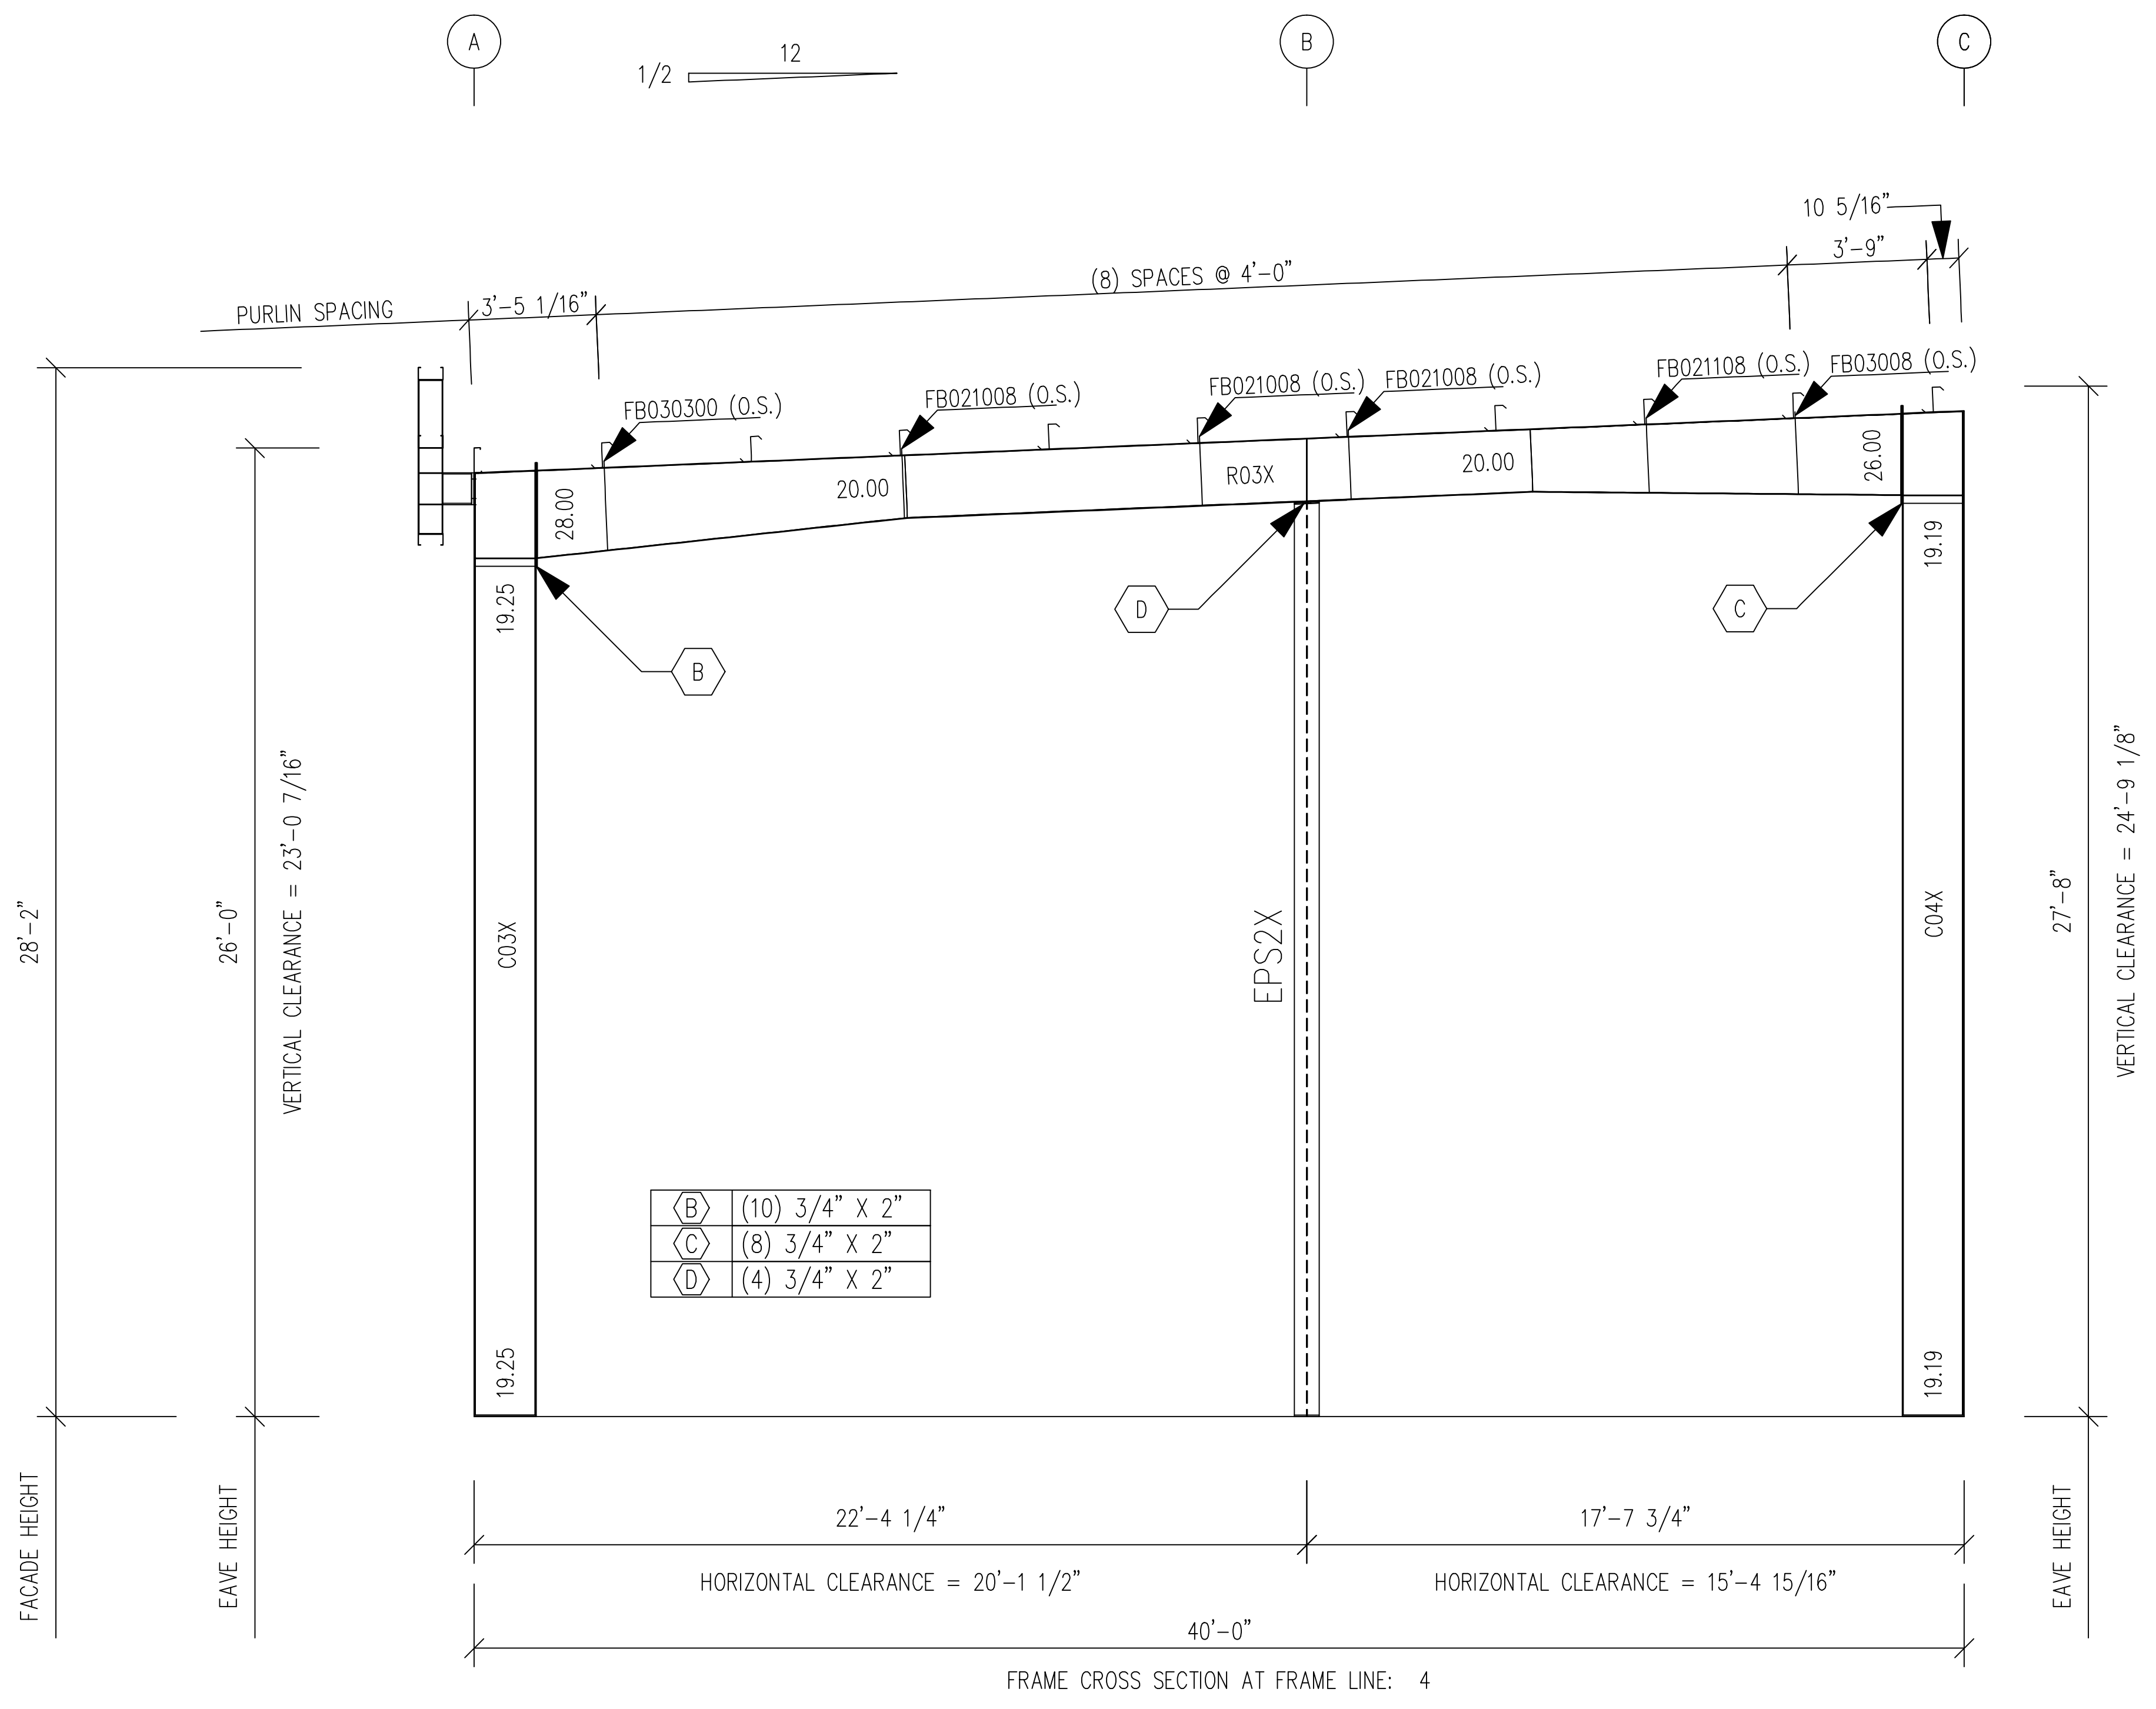 A
B
C
12
1/2
10 5/16"
3'-9"
(8) SPACES @ 4'-0"
3'-5 1/16"
PURLIN SPACING
FB030300 (O.S.)
FB021008 (O.S.)
FB021008 (O.S.)
FB021008 (O.S.)
FB021108 (O.S.)
FB03008 (O.S.)
28.00
20.00
R03X
20.00
26.00
19.25
19.19
B
D
C
28'-2"
26'-0"
VERTICAL CLEARANCE = 23'-0 7/16"
C03X
EPS2X
C04X
27'-8"
VERTICAL CLEARANCE = 24'-9 1/8"
B (10) 3/4" X 2"
C (8) 3/4" X 2"
D (4) 3/4" X 2"
19.25
19.19
FACADE HEIGHT
EAVE HEIGHT
EAVE HEIGHT
22'-4 1/4"
17'-7 3/4"
HORIZONTAL CLEARANCE = 20'-1 1/2"
HORIZONTAL CLEARANCE = 15'-4 15/16"
40'-0"
FRAME CROSS SECTION AT FRAME LINE: 4